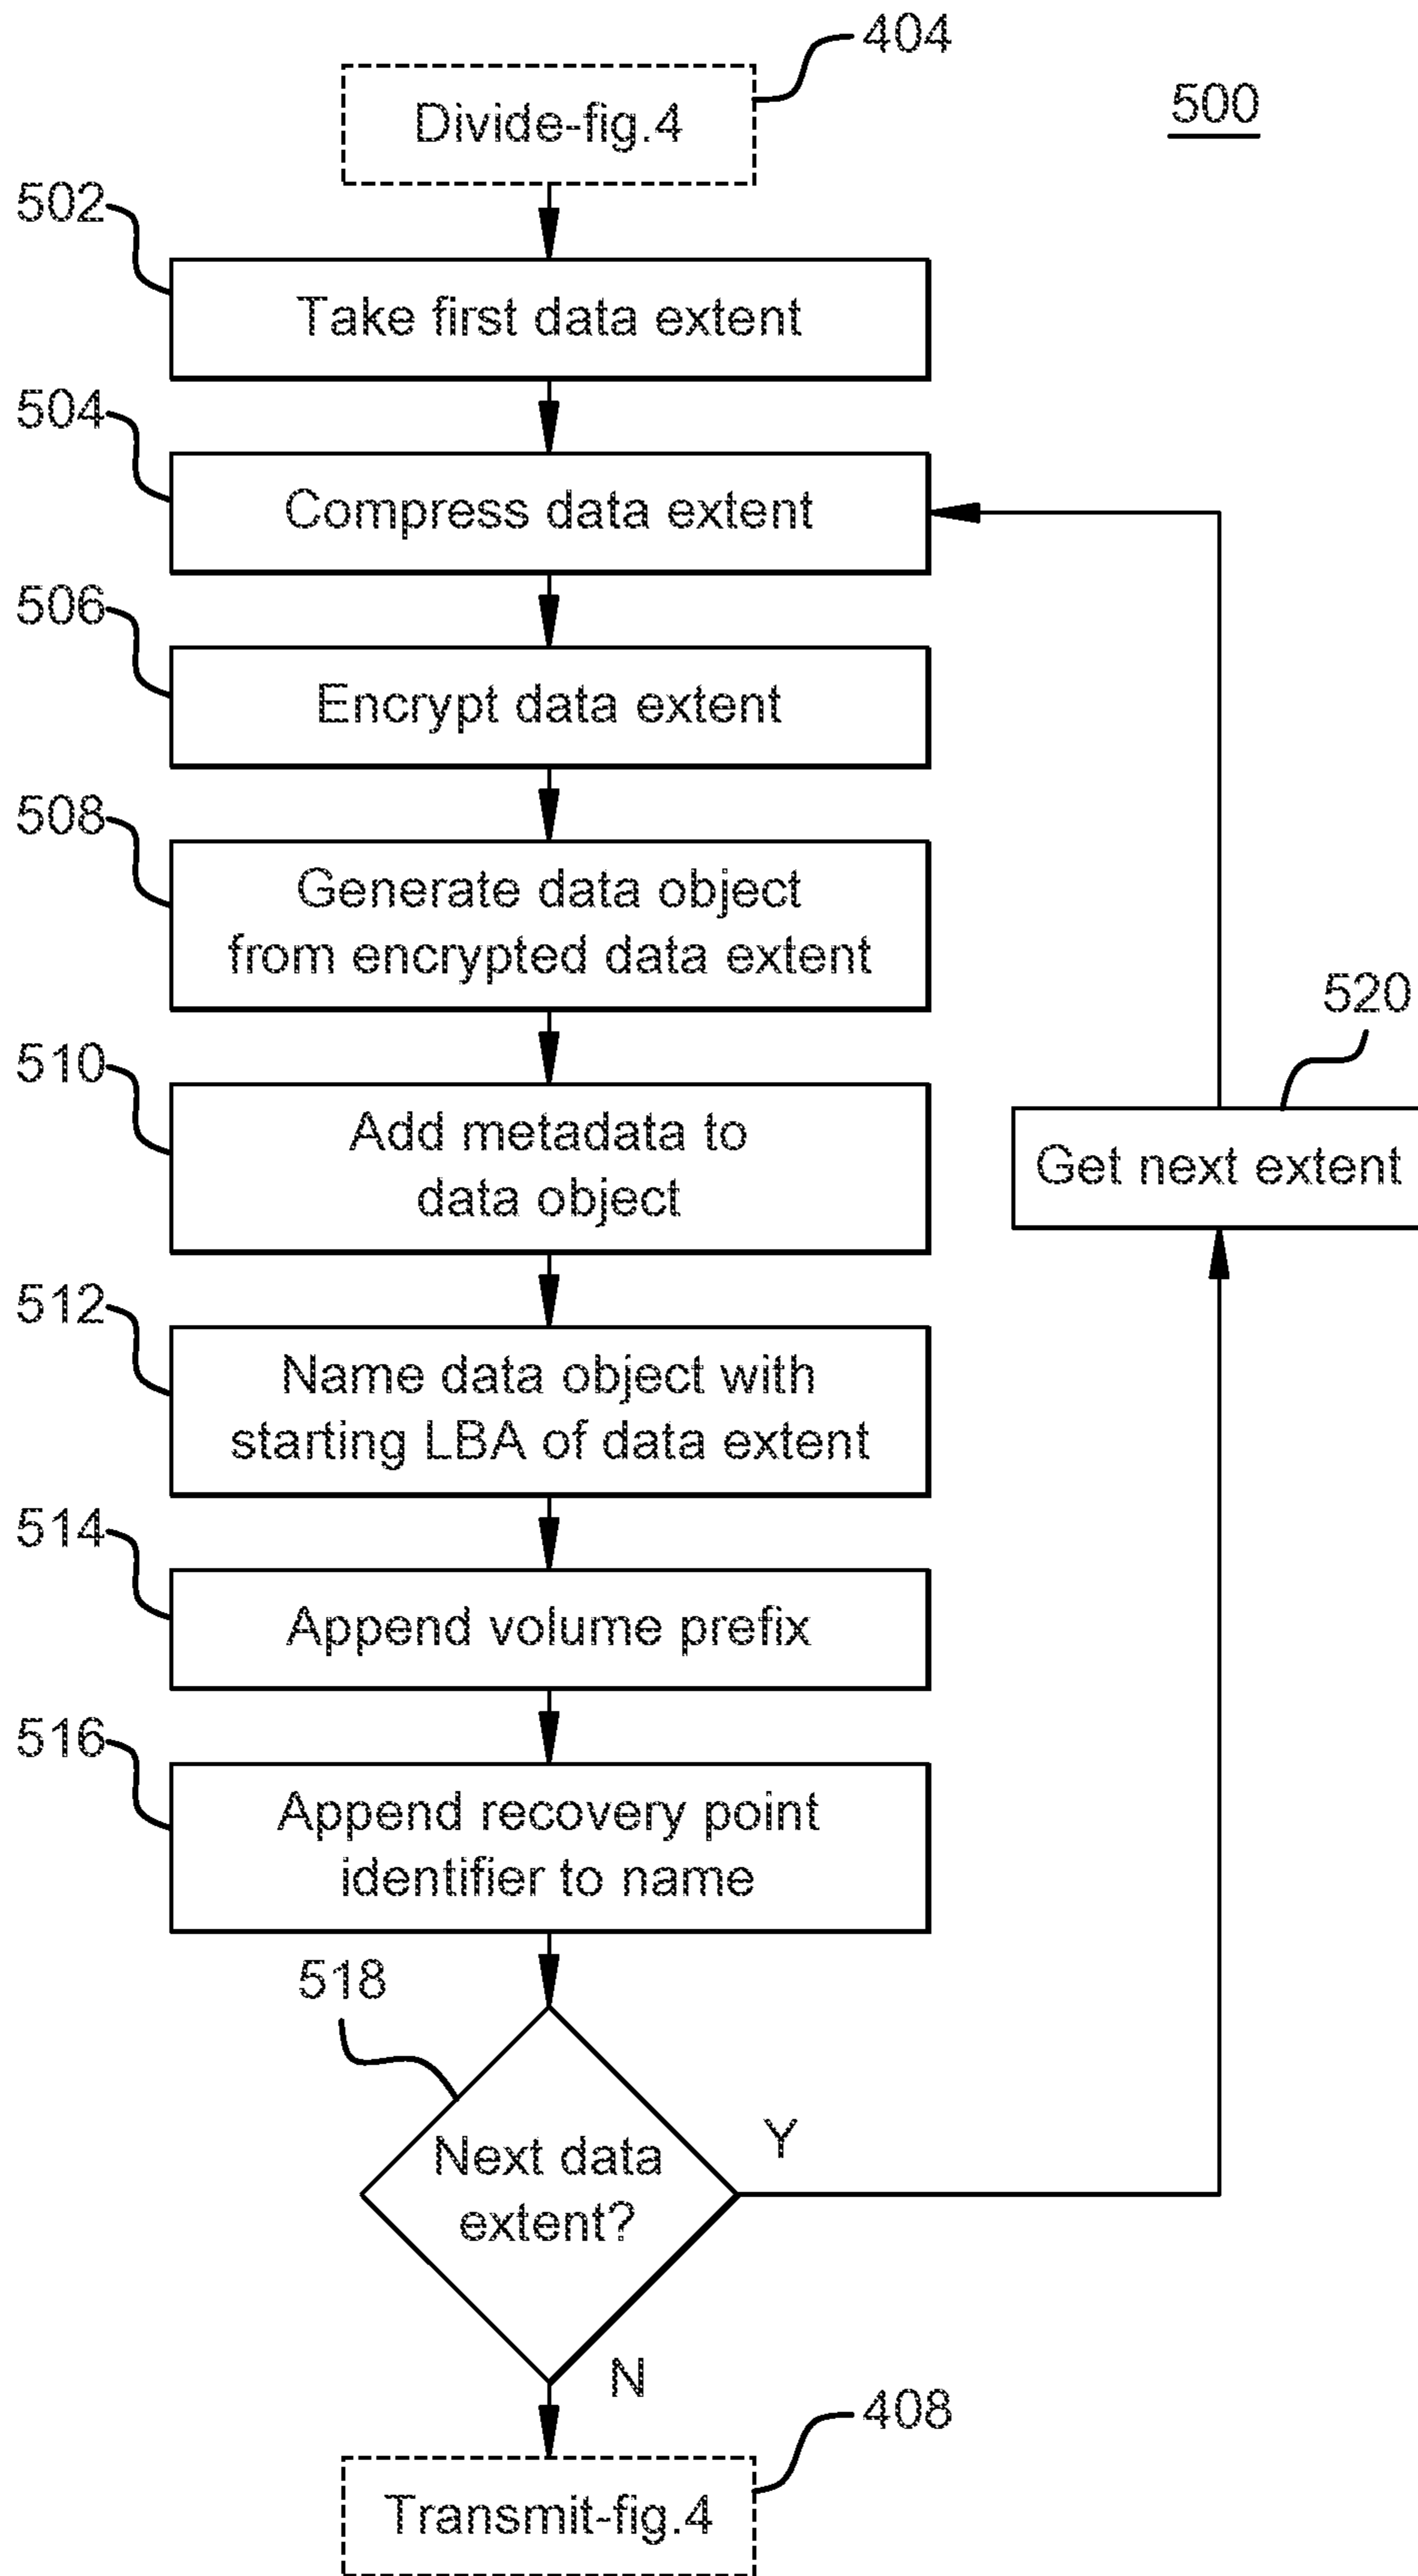 404
Divide-fig.4
500
502
Take first data extent
504
Compress data extent
506
Encrypt data extent
508
Generate data object
from encrypted data extent
520
510
Add metadata to
data object
Get next extent
512
Name data object with
starting LBA of data extent
514
Append volume prefix
516
Append recovery point
identifier to name
518
Next data
extent?
Y
N
408
Transmit-fig.4